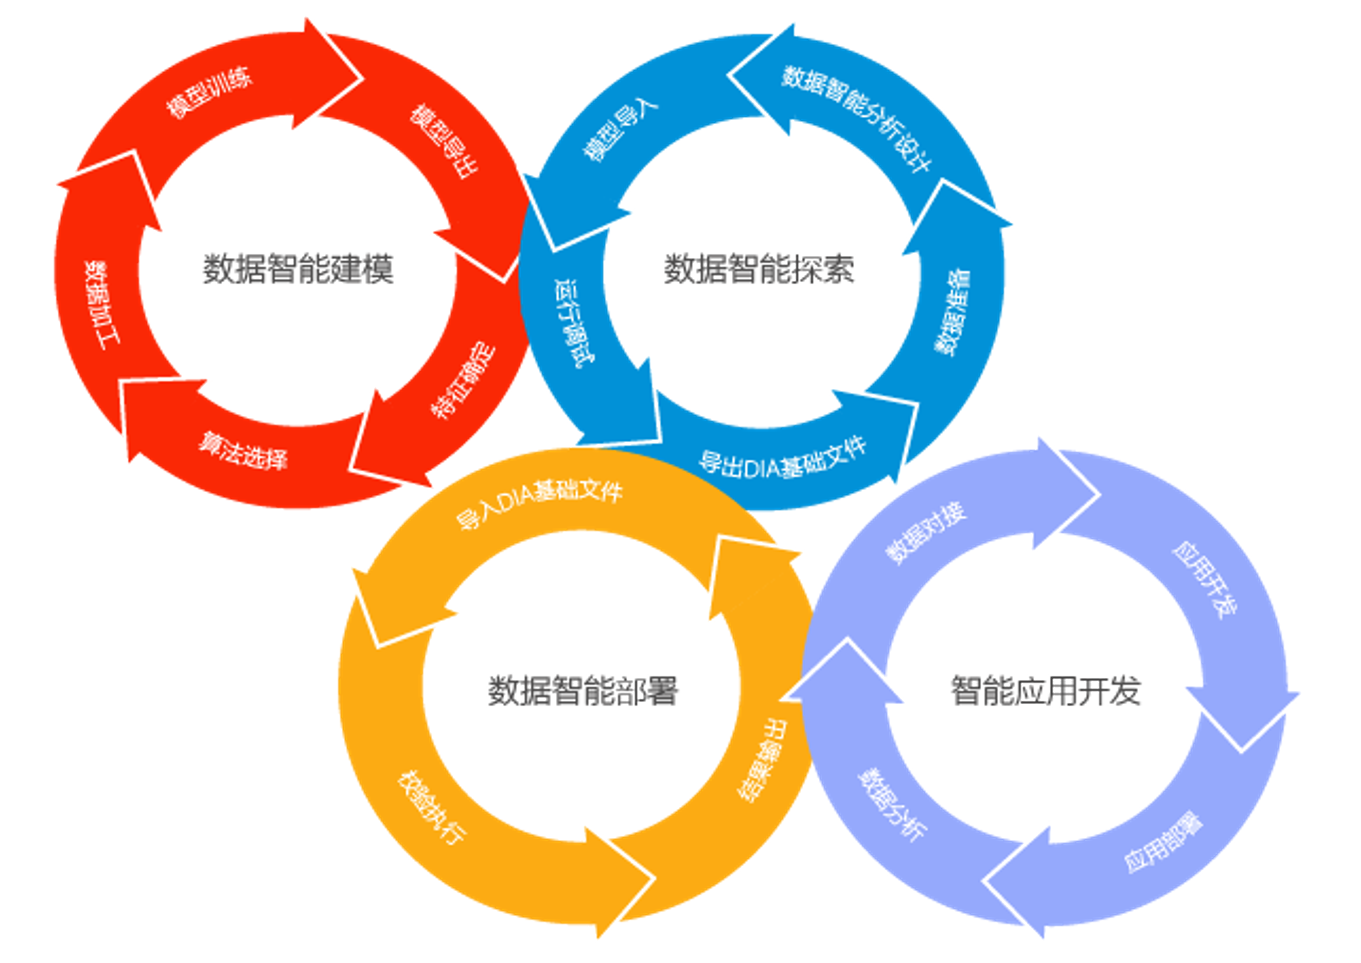 数据智能建模
模型训练
模型导出
特征确定
算法选择
数据加工
数据智能探索
数据智能分析设计
模型导入
运行调试
导出DIA基础文件
数据准备
数据智能部署
导入DIA基础文件
校验执行
结果输出
智能应用开发
数据对接
应用开发
应用部署
数据分析